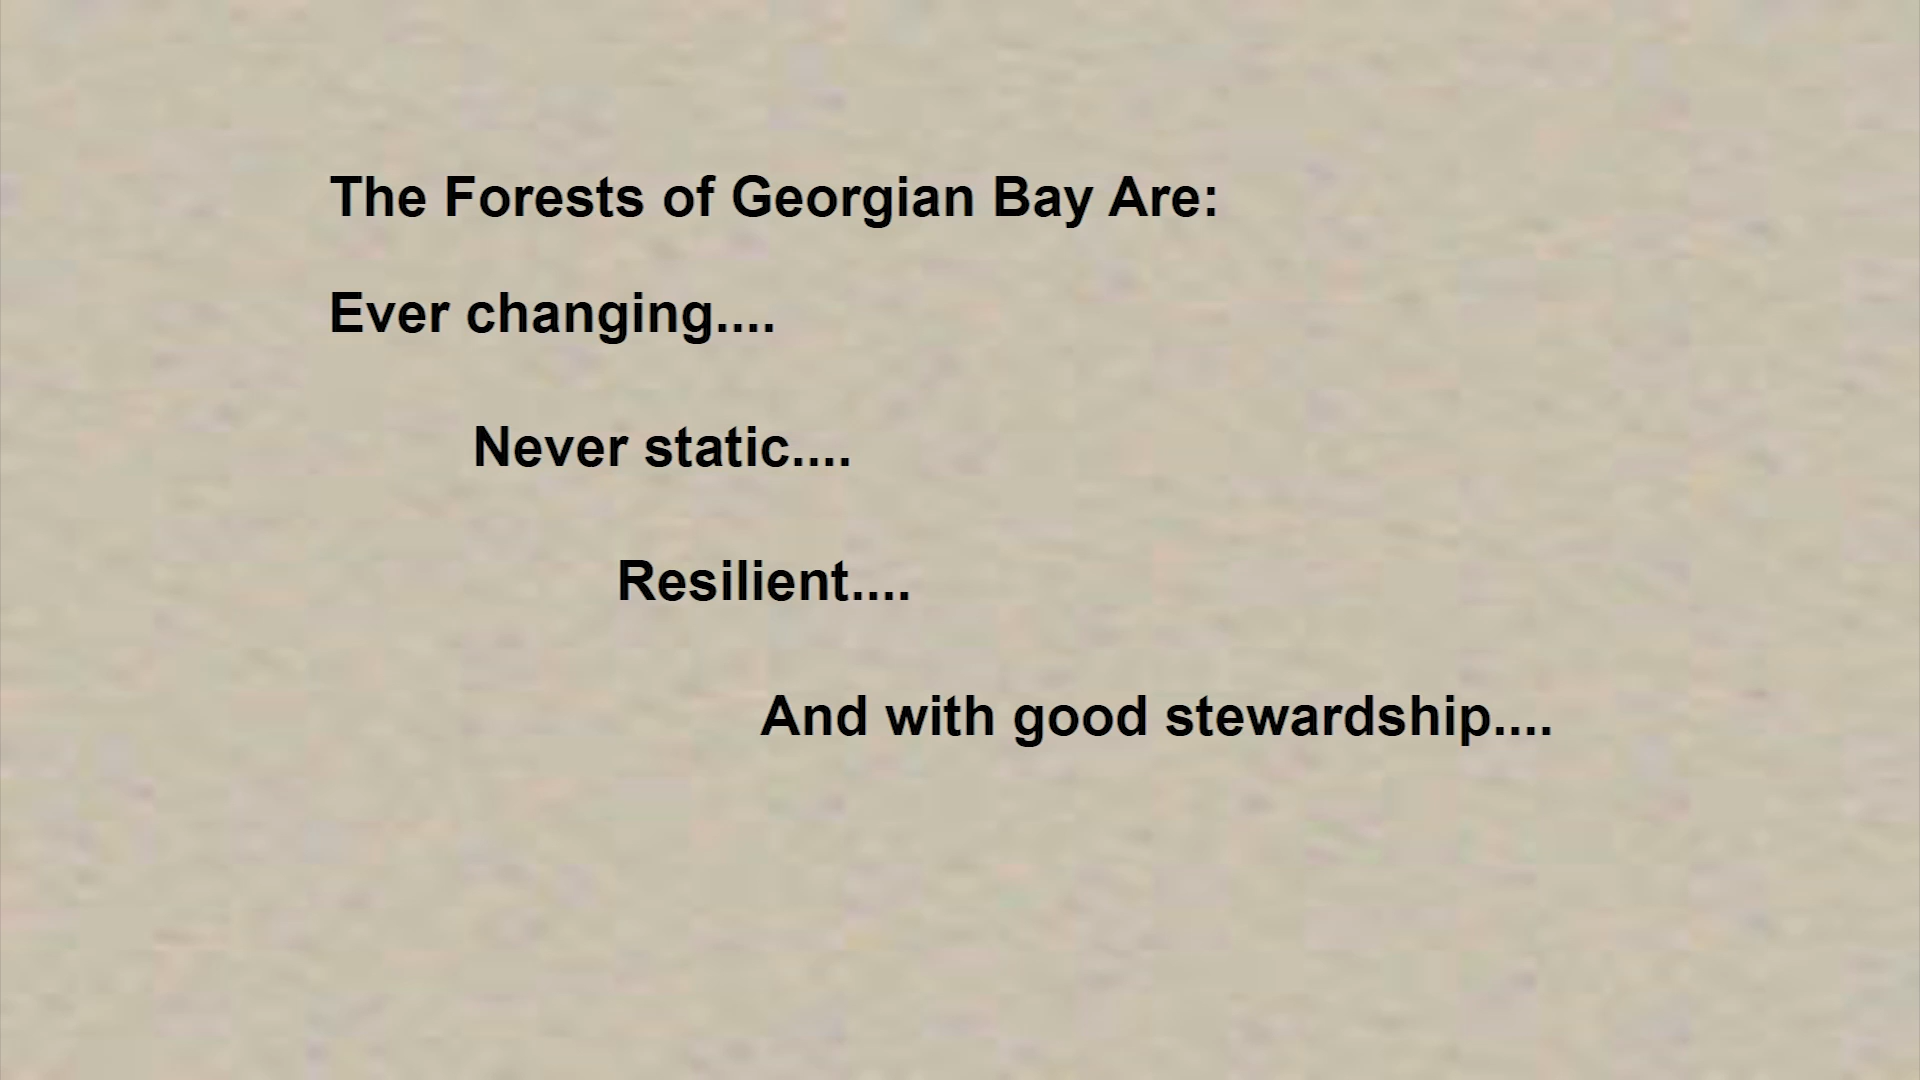 The Forests of Georgian Bay Are:
Ever changing....
Never static....
Resilient....
And with good stewardship....